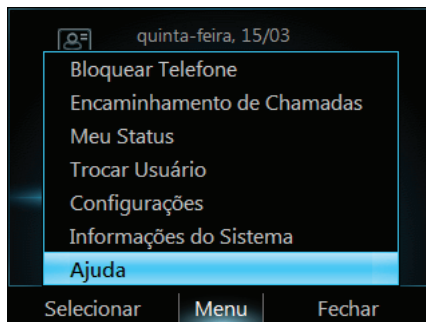 quinta-feira, 15/03
Bloquear Telefone
Encaminhamento de Chamadas
Meu Status
Trocar Usuário
Configurações
Informações do Sistema
Ajuda
Selecionar Menu Fechar